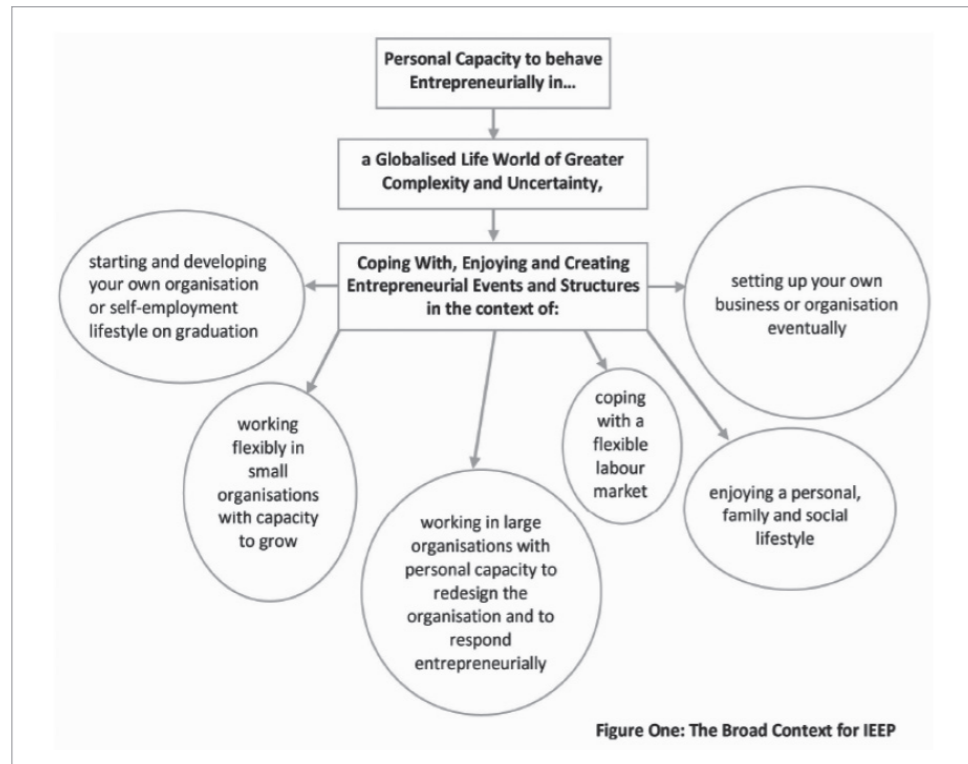 Personal Capacity to behave
Entrepreneurially in...
a Globalised Life World of Greater
Complexity and Uncertainty,
Coping With, Enjoying and Creating
Entrepreneurial Events and Structures
in the context of:
starting and developing
your own organisation
or self-employment
lifestyle on graduation
setting up your own
business or organisation
eventually
working
flexibly in
small
organisations
with capacity
to grow
working in large
organisations with
personal capacity to
redesign the
organisation and to
respond
entrepreneurially
coping
with a
flexible
labour
market
enjoying a personal,
family and social
lifestyle
Figure One: The Broad Context for IEEP